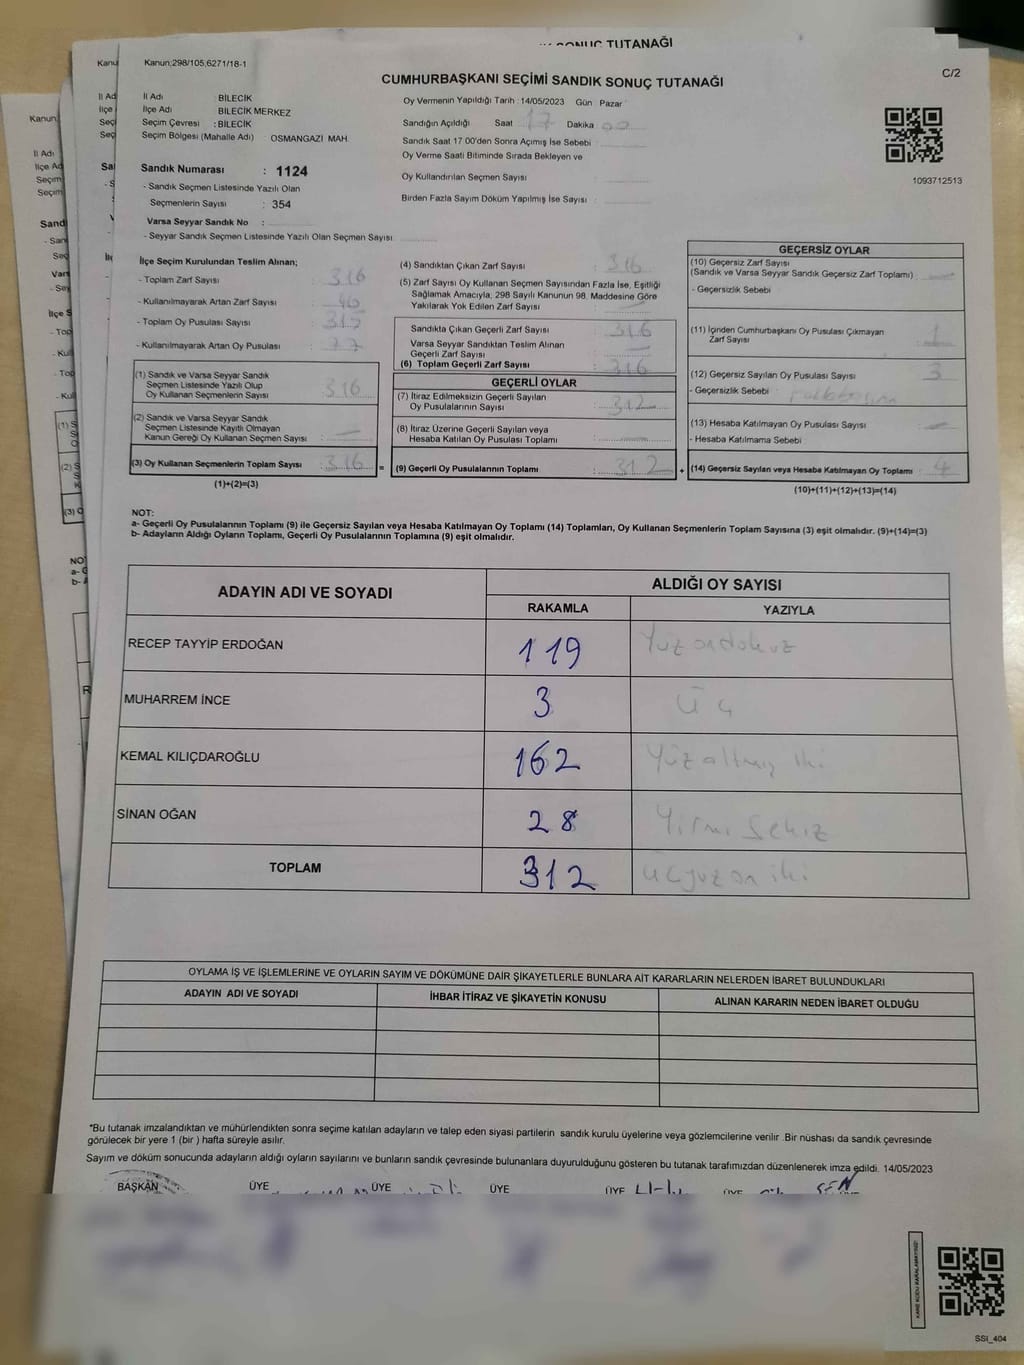 SONUÇ TUTANAĞI
Kanun;298/105,6271/18-1
C/2
CUMHURBAŞKANI SEÇİMİ SANDIK SONUÇ TUTANAĞI
İl Adı BİLECİK
İlçe Adı BİLECİK MERKEZ
Seçim Çevresi : BİLECİK
Seçim Bölgesi (Mahalle Adı) OSMANGAZİ MAH.
Sandık Numarası : 1124
- Sandık Seçmen Listesinde Yazılı Olan
Seçmenlerin Sayısı : 354
Varsa Seyyar Sandık No :
- Seyyar Sandık Seçmen Listesinde Yazılı Olan Seçmen Sayısı
Oy Vermenin Yapıldığı Tarih : 14/05/2023 Gün Pazar
Sandığın Açıldığı Saat 17 Dakika 00
Sandık Saat 17 00'den Sonra Açımış İse Sebebi
Oy Verme Saati Bitiminde Sırada Bekleyen ve
Oy Kullandırılan Seçmen Sayısı
Birden Fazla Sayım Döküm Yapılmış İse Sayısı
1093712513
İlçe Seçim Kurulundan Teslim Alınan;
- Toplam Zarf Sayısı : 316
- Kullanılmayarak Artan Zarf Sayısı :
- Toplam Oy Pusulası Sayısı :
- Kullanılmayarak Artan Oy Pusulası :
(1) Sandık ve Varsa Seyyar Sandık
Seçmen Listesinde Yazılı Olup
Oy Kullanan Seçmenlerin Sayısı : 316
(2) Sandık ve Varsa Seyyar Sandık
Seçmen Listesinde Kayıtlı Olmayan
Kanun Gereği Oy Kullanan Seçmen Sayısı : —
(3) Oy Kullanan Seçmenlerin Toplam Sayısı : 316 =
(1)+(2)=(3)
(4) Sandıktan Çıkan Zarf Sayısı : 316
(5) Zarf Sayısı Oy Kullanan Seçmen Sayısından Fazla İse, Eşitliği
Sağlamak Amacıyla, 298 Sayılı Kanunun 98. Maddesine Göre
Yakılarak Yok Edilen Zarf Sayısı : —
Sandıkta Çıkan Geçerli Zarf Sayısı : 316
Varsa Seyyar Sandıktan Teslim Alınan
Geçerli Zarf Sayısı : —
(6) Toplam Geçerli Zarf Sayısı : 316
GEÇERLİ OYLAR
(7) İtiraz Edilmeksizin Geçerli Sayılan
Oy Pusulalarının Sayısı : 312
(8) İtiraz Üzerine Geçerli Sayılan veya
Hesaba Katılan Oy Pusulası Toplamı :
(9) Geçerli Oy Pusulalarının Toplamı : 312 +
GEÇERSİZ OYLAR
(10) Geçersiz Zarf Sayısı
(Sandık ve Varsa Seyyar Sandık Geçersiz Zarf Toplamı) : —
- Geçersizlik Sebebi
(11) İçinden Cumhurbaşkanı Oy Pusulası Çıkmayan
Zarf Sayısı : 1
(12) Geçersiz Sayılan Oy Pusulası Sayısı : 3
- Geçersizlik Sebebi :
(13) Hesaba Katılmayan Oy Pusulası Sayısı : —
- Hesaba Katılmama Sebebi
(14) Geçersiz Sayılan veya Hesaba Katılmayan Oy Toplamı : 4
(10)+(11)+(12)+(13)=(14)
NOT:
a- Geçerli Oy Pusulalarının Toplamı (9) ile Geçersiz Sayılan veya Hesaba Katılmayan Oy Toplamı (14) Toplamları, Oy Kullanan Seçmenlerin Toplam Sayısına (3) eşit olmalıdır. (9)+(14)=(3)
b- Adayların Aldığı Oyların Toplamı, Geçerli Oy Pusulalarının Toplamına (9) eşit olmalıdır.
ADAYIN ADI VE SOYADI ALDIĞI OY SAYISI
RAKAMLA YAZIYLA
RECEP TAYYİP ERDOĞAN 119 Yüz ondokuz
MUHARREM İNCE 3 Üç
KEMAL KILIÇDAROĞLU 162 Yüz altmış iki
SİNAN OĞAN 28 Yirmi Sekiz
TOPLAM 312 üçyüz on iki
OYLAMA İŞ VE İŞLEMLERİNE VE OYLARIN SAYIM VE DÖKÜMÜNE DAİR ŞİKAYETLERLE BUNLARA AİT KARARLARIN NELERDEN İBARET BULUNDUKLARI
ADAYIN ADI VE SOYADI İHBAR İTİRAZ VE ŞİKAYETİN KONUSU ALINAN KARARIN NEDEN İBARET OLDUĞU
*Bu tutanak imzalandıktan ve mühürlendikten sonra seçime katılan adayların ve talep eden siyasi partilerin sandık kurulu üyelerine veya gözlemcilerine verilir .Bir nüshası da sandık çevresinde
görülecek bir yere 1 (bir ) hafta süreyle asılır.
Sayım ve döküm sonucunda adayların aldığı oyların sayılarını ve bunların sandık çevresinde bulunanlara duyurulduğunu gösteren bu tutanak tarafımızdan düzenlenerek imza edildi. 14/05/2023
BAŞKAN ÜYE ÜYE ÜYE ÜYE ÜYE ŞEN
KARE KODU KARALAMAYINIZ!
SSI_404